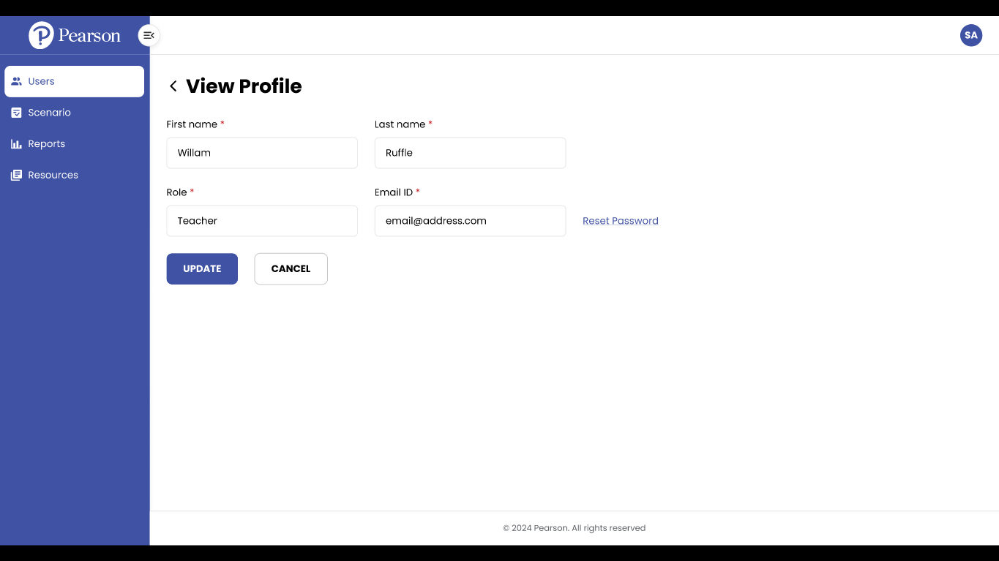 Pearson
SA
Users
Scenario
Reports
Resources
View Profile
First name *
Last name *
Willam
Ruffle
Role *
Email ID *
Teacher
email@address.com
Reset Password
UPDATE
CANCEL
© 2024 Pearson. All rights reserved